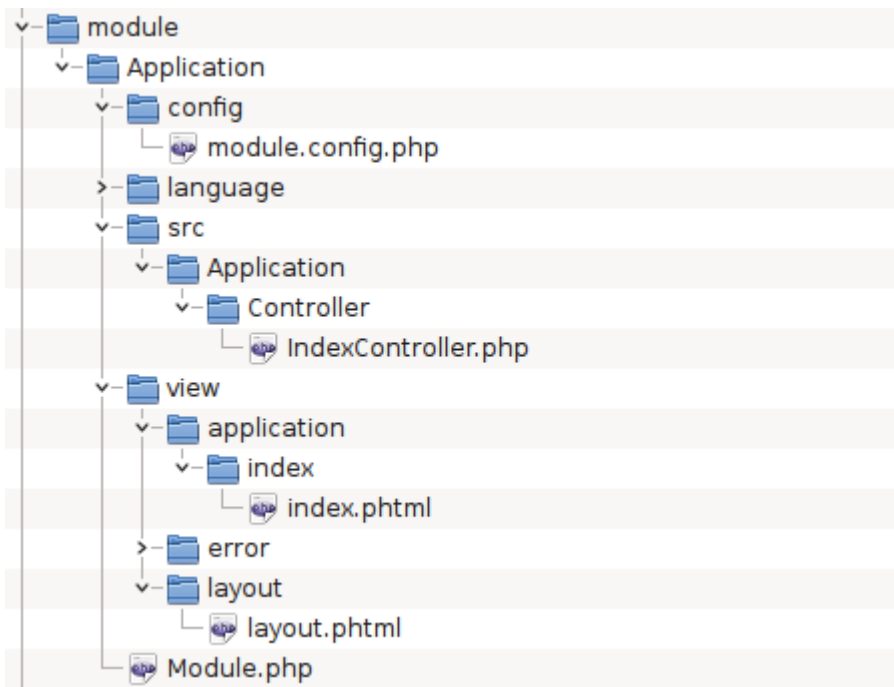 module
Application
config
module.config.php
language
src
Application
Controller
IndexController.php
view
application
index
index.phtml
error
layout
layout.phtml
Module.php